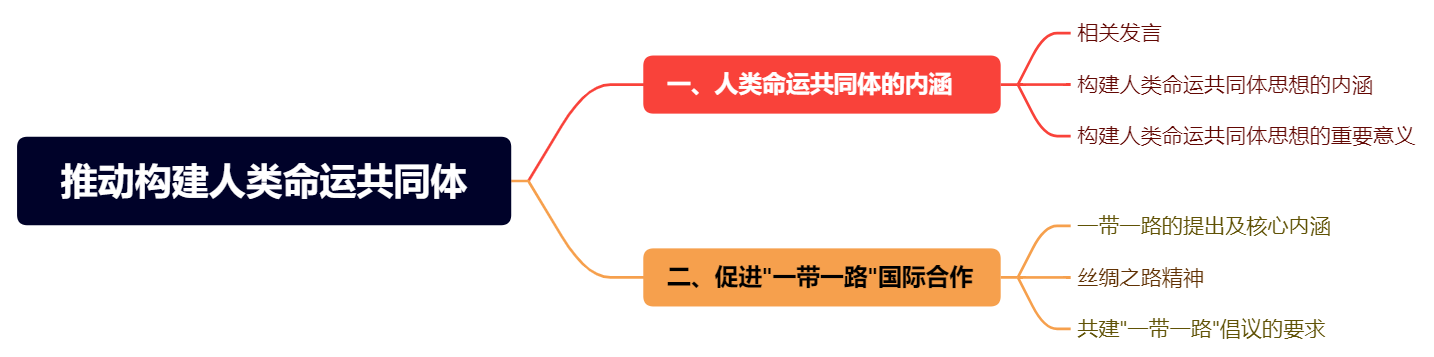 推动构建人类命运共同体
一、人类命运共同体的内涵
相关发言
构建人类命运共同体思想的内涵
构建人类命运共同体思想的重要意义
二、促进"一带一路"国际合作
一带一路的提出及核心内涵
丝绸之路精神
共建"一带一路"倡议的要求